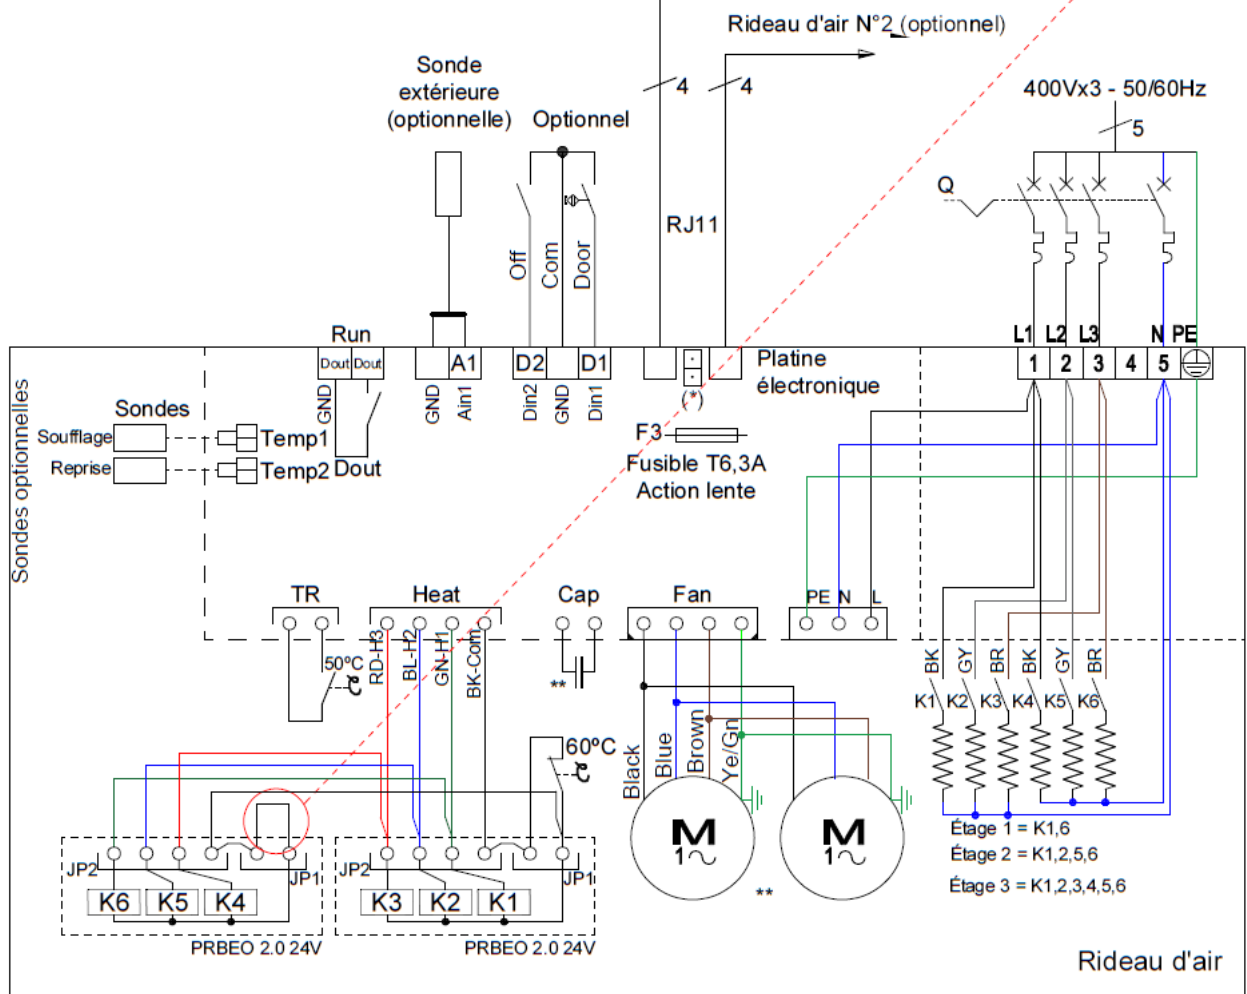 Rideau d'air N°2 (optionnel)
Sonde
extérieure
(optionnelle)
Optionnel
4
4
400Vx3 - 50/60Hz
5
Q
RJ11
Off
Com
Door
Run
L1 L2 L3 N PE
Dout Dout
A1
D2
D1
1 2 3 4 5
Platine
électronique
GND
GND
Ain1
Din2
GND
Din1
(*)
Sondes optionnelles
Sondes
Soufflage
Temp1
Reprise
Temp2
Dout
F3
Fusible T6,3A
Action lente
TR
Heat
Cap
Fan
PE N L
50ºC
RD-H3
BL-H2
GN-H1
BK-Com
**
BK
GY
BR
BK
GY
BR
K1 K2 K3 K4 K5 K6
60ºC
Black
Blue
Brown
Ye/Gn
M
1
M
1
**
Étage 1 = K1,6
Étage 2 = K1,2,5,6
Étage 3 = K1,2,3,4,5,6
JP2
JP1
JP2
JP1
K6 K5 K4
K3 K2 K1
PRBEO 2.0 24V
PRBEO 2.0 24V
Rideau d'air